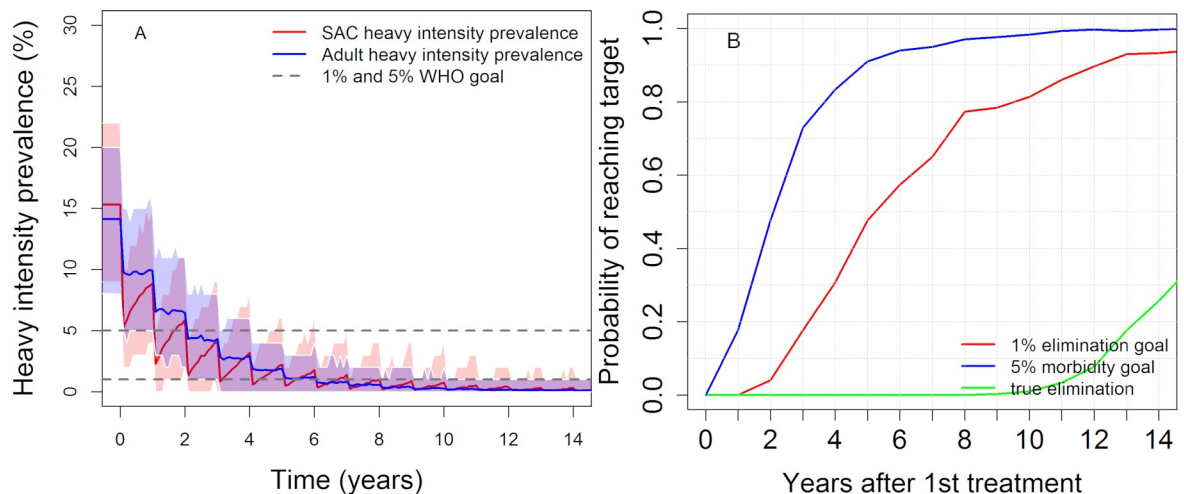 A
SAC heavy intensity prevalence
Adult heavy intensity prevalence
1% and 5% WHO goal
Heavy intensity prevalence (%)
30
25
20
15
10
5
0
0 2 4 6 8 10 12 14
Time (years)
B
Probability of reaching target
1.0
0.8
0.6
0.4
0.2
0.0
1% elimination goal
5% morbidity goal
true elimination
0 2 4 6 8 10 12 14
Years after 1st treatment